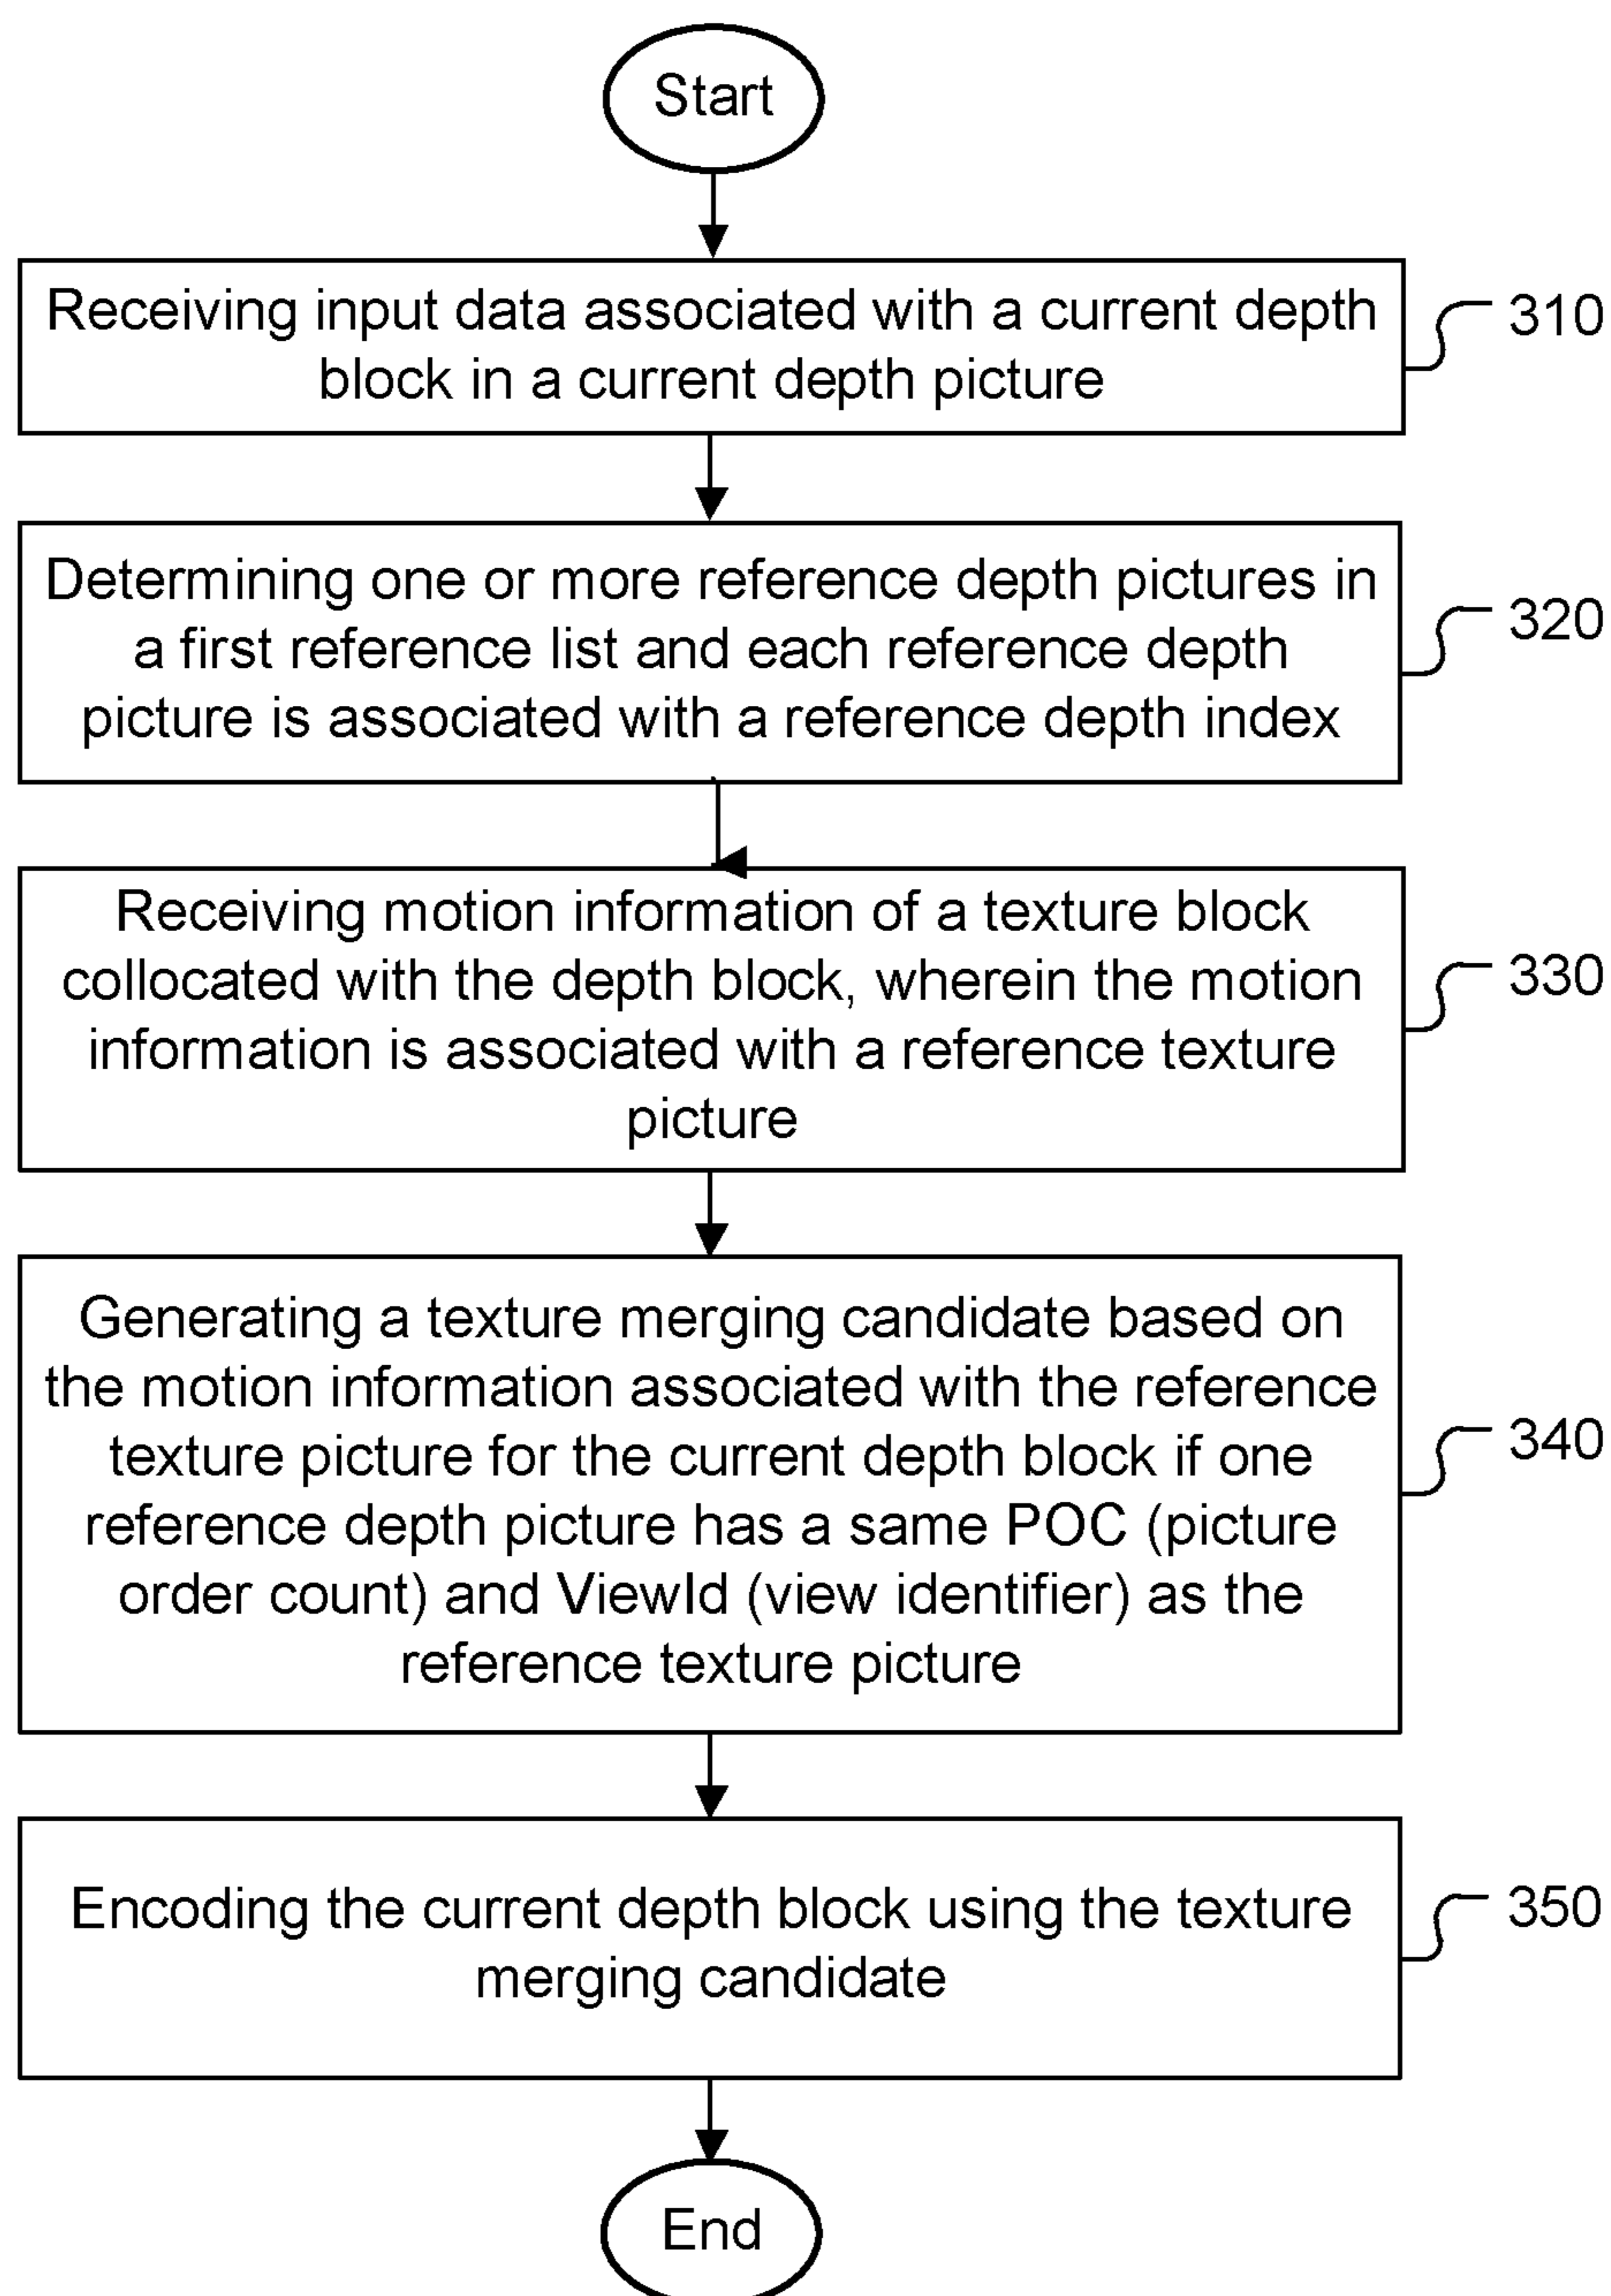 Start
Receiving input data associated with a current depth
block in a current depth picture
310
Determining one or more reference depth pictures in
a first reference list and each reference depth
picture is associated with a reference depth index
320
Receiving motion information of a texture block
collocated with the depth block, wherein the motion
information is associated with a reference texture
picture
330
Generating a texture merging candidate based on
the motion information associated with the reference
texture picture for the current depth block if one
reference depth picture has a same POC (picture
order count) and ViewId (view identifier) as the
reference texture picture
340
Encoding the current depth block using the texture
merging candidate
350
End